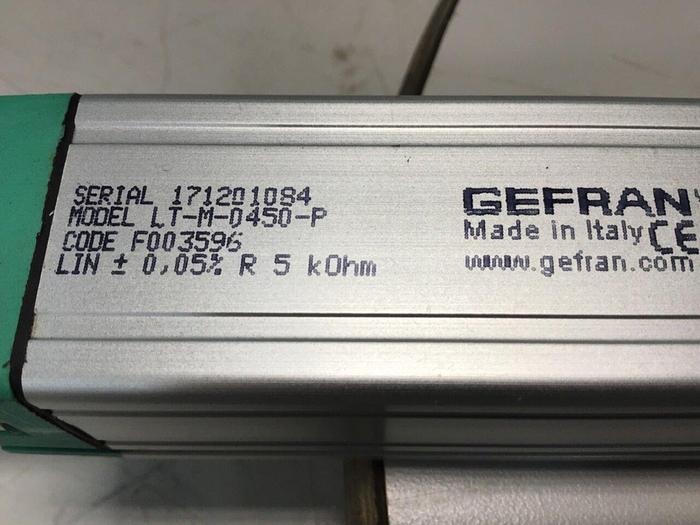 SERIAL 171201084
MODEL LT-M-0450-P
CODE F003596
LIN ± 0,05% R 5 kOhm
GEFRAN
Made in Italy CE
www.gefran.com